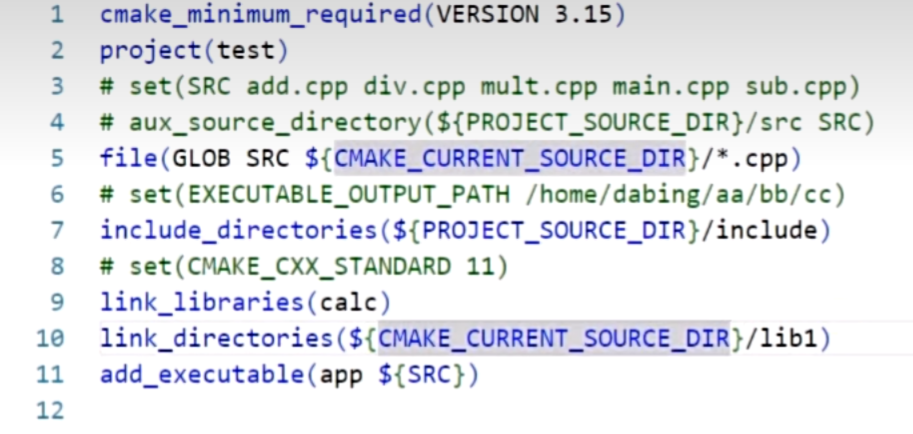 1 cmake_minimum_required(VERSION 3.15)
2 project(test)
3 # set(SRC add.cpp div.cpp mult.cpp main.cpp sub.cpp)
4 # aux_source_directory(${PROJECT_SOURCE_DIR}/src SRC)
5 file(GLOB SRC ${CMAKE_CURRENT_SOURCE_DIR}/*.cpp)
6 # set(EXECUTABLE_OUTPUT_PATH /home/dabing/aa/bb/cc)
7 include_directories(${PROJECT_SOURCE_DIR}/include)
8 # set(CMAKE_CXX_STANDARD 11)
9 link_libraries(calc)
10 link_directories(${CMAKE_CURRENT_SOURCE_DIR}/lib1)
11 add_executable(app ${SRC})
12